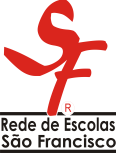 SF
®
Rede de Escolas
São Francisco